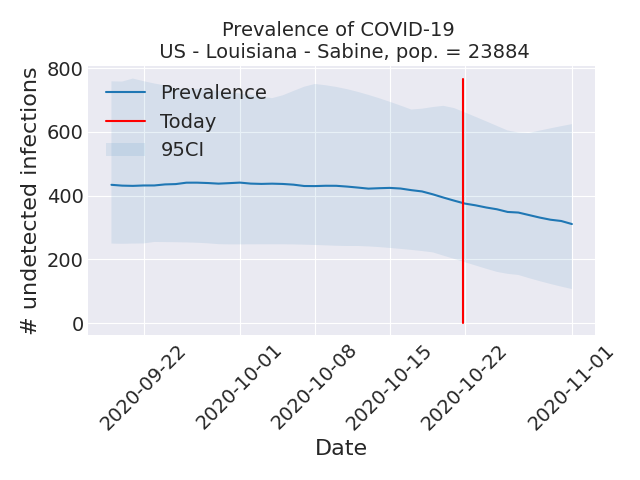 Prevalence of COVID-19
US - Louisiana - Sabine, pop. = 23884
# undetected infections
800
600
400
200
0
Prevalence
Today
95CI
2020-09-22
2020-10-01
2020-10-08
2020-10-15
2020-10-22
2020-11-01
Date